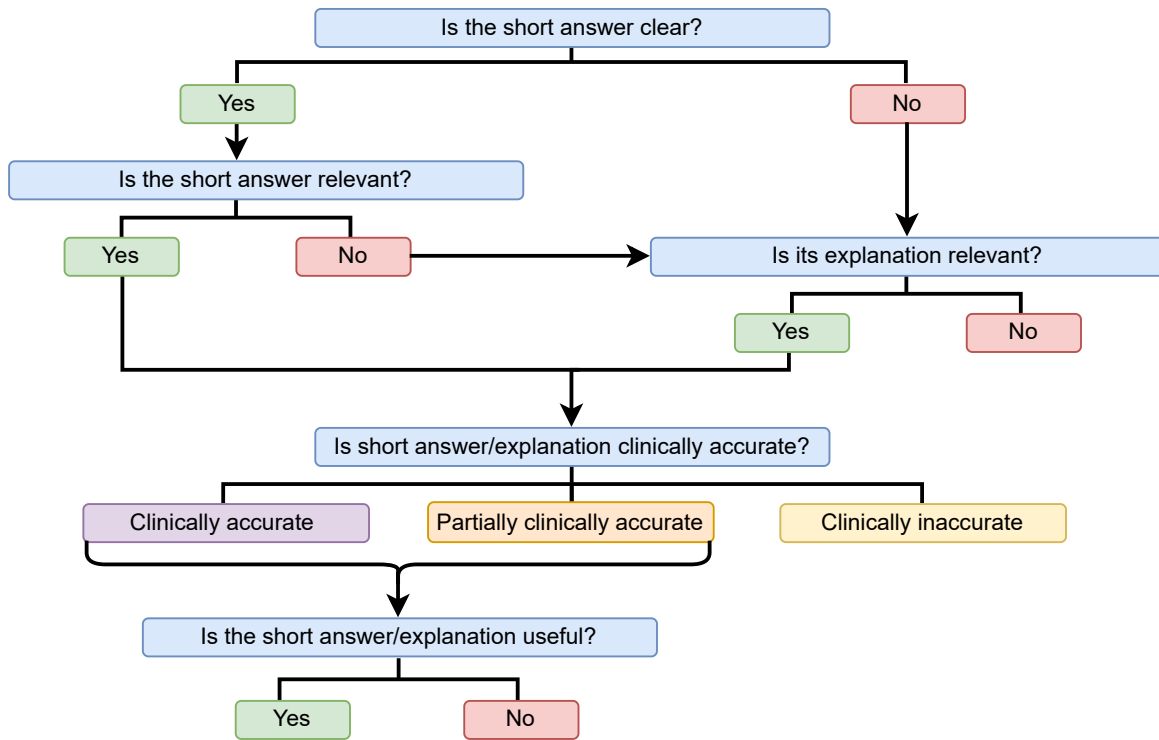 Is the short answer clear?
Yes
No
Is the short answer relevant?
Yes
No
Is its explanation relevant?
Yes
No
Is short answer/explanation clinically accurate?
Clinically accurate
Partially clinically accurate
Clinically inaccurate
Is the short answer/explanation useful?
Yes
No